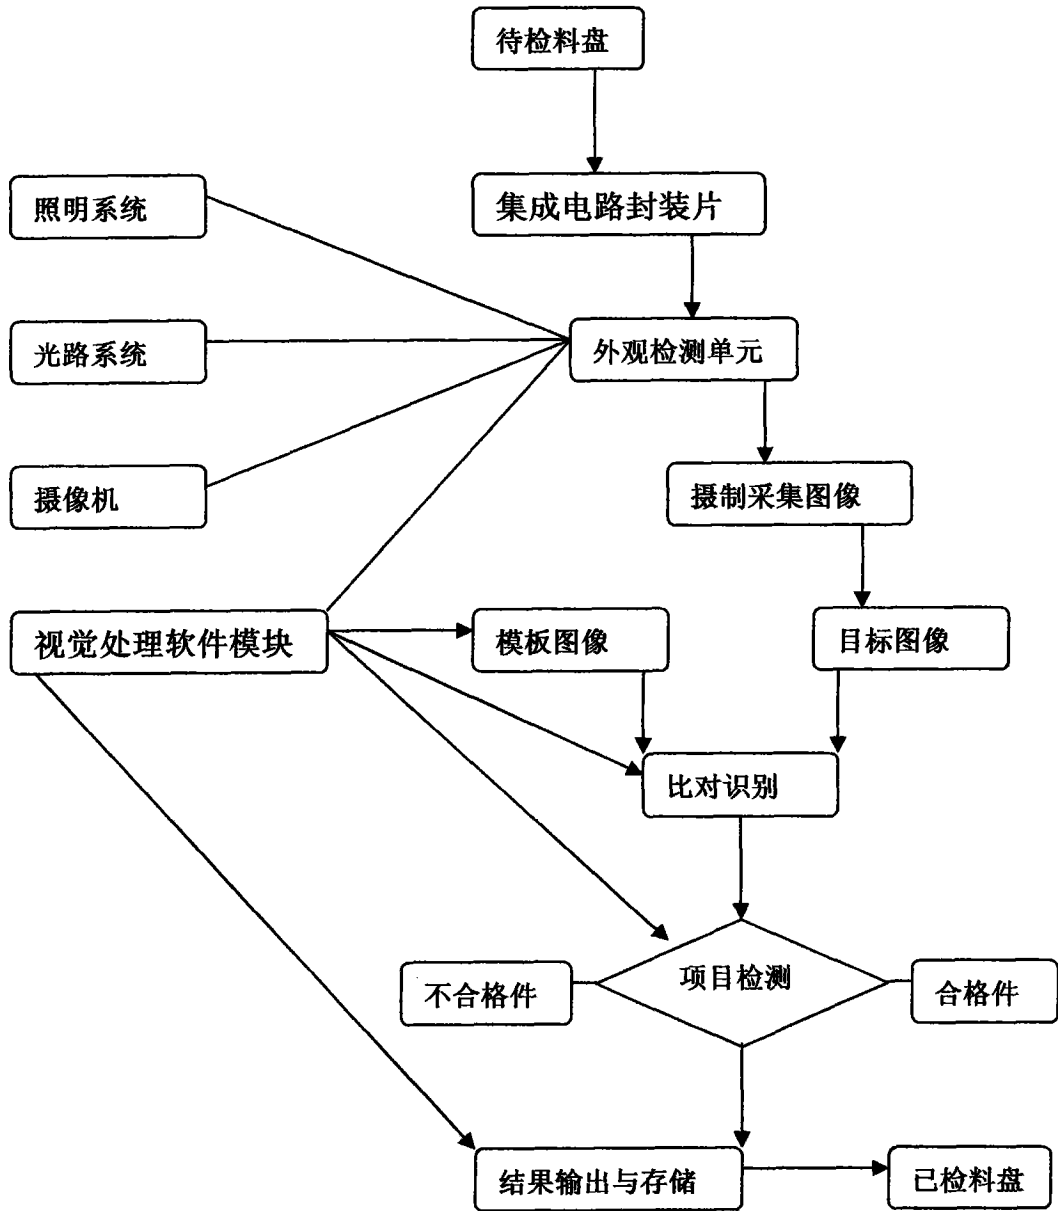 待检料盘
集成电路封装片
照明系统
光路系统
外观检测单元
摄像机
摄制采集图像
视觉处理软件模块
模板图像
目标图像
比对识别
项目检测
不合格件
合格件
结果输出与存储
已检料盘